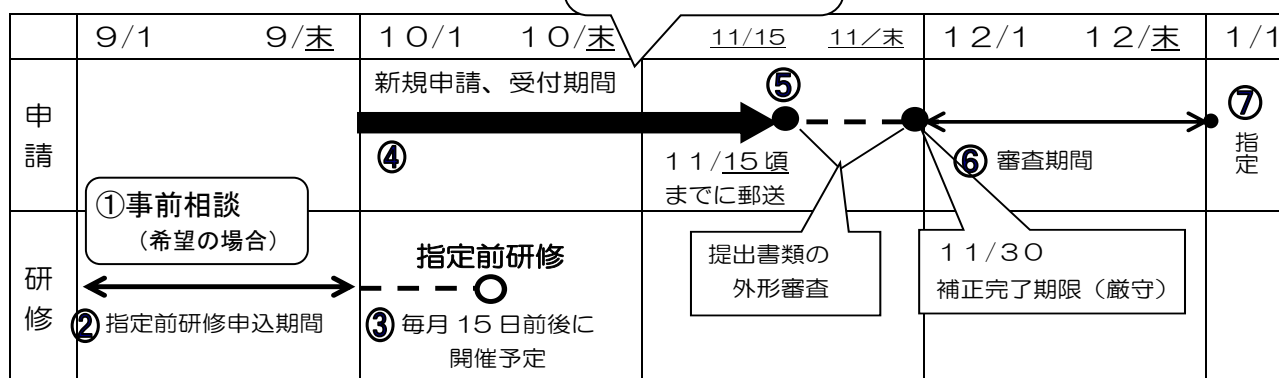 9/1 9/末 10/1 10/末 11/15 11/末 12/1 12/末 1/1
申請
新規申請、受付期間
④
⑤
11/15頃
までに郵送
⑥ 審査期間
⑦
指定
①事前相談
(希望の場合)
研修
② 指定前研修申込期間
指定前研修
③ 毎月15日前後に
開催予定
提出書類の
外形審査
11/30
補正完了期限(厳守)